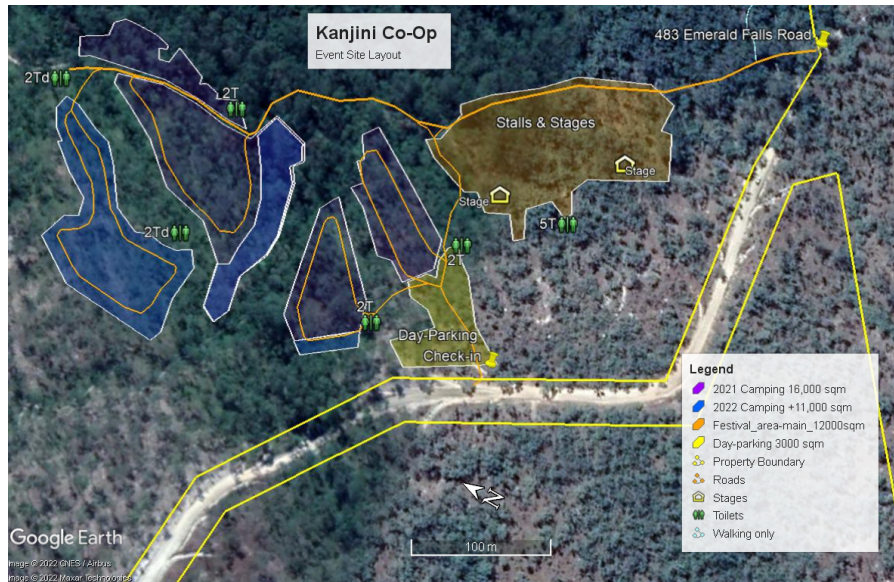 Kanjini Co-Op
Event Site Layout
483 Emerald Falls Road
2Td
2T
Stalls & Stages
Stage
Stage
2Td
5T
2T
2T
Day-Parking
Check-in
Legend
2021 Camping 16,000 sqm
2022 Camping +11,000 sqm
Festival_area-main_12000sqm
Day-parking 3000 sqm
Property Boundary
Roads
Stages
Toilets
Walking only
N
100 m
Google Earth
Image © 2022 CNES / Airbus
Image © 2022 Maxar Technologies